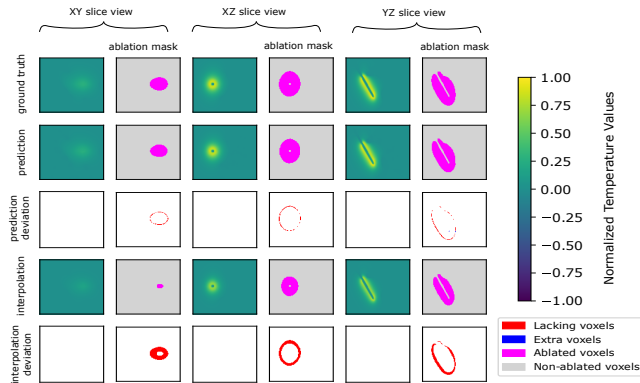 XY slice view
XZ slice view
YZ slice view
ablation mask
ablation mask
ablation mask
ground truth
prediction
prediction
deviation
interpolation
interpolation
deviation
1.00
0.75
0.50
0.25
0.00
−0.25
−0.50
−0.75
−1.00
Normalized Temperature Values
Lacking voxels
Extra voxels
Ablated voxels
Non-ablated voxels